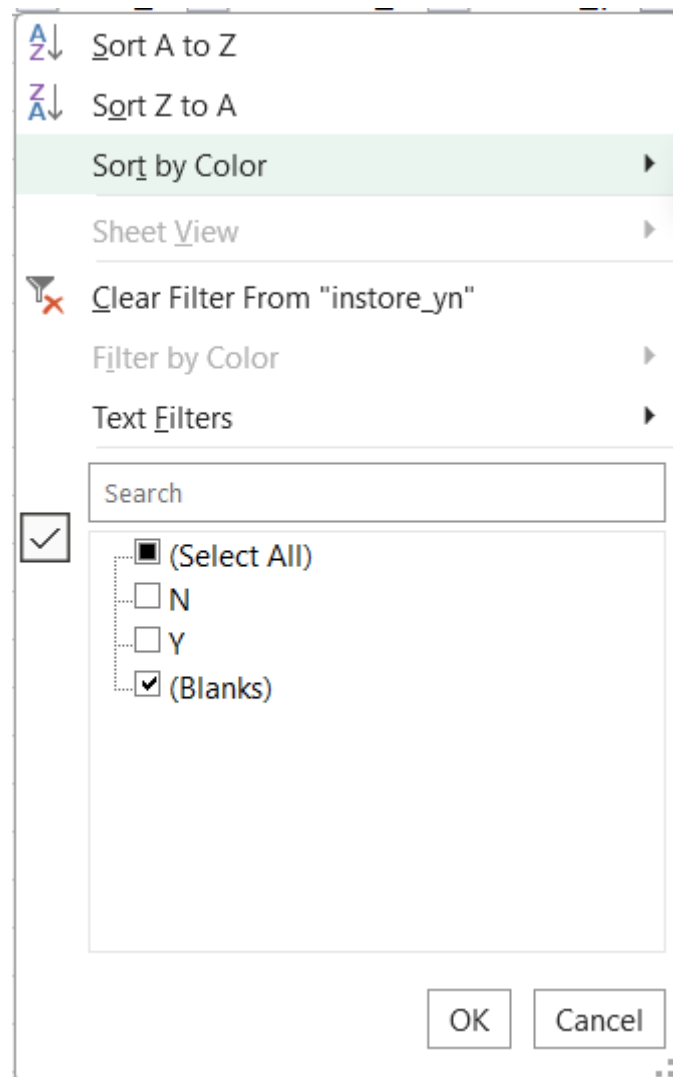 Sort A to Z
Sort Z to A
Sort by Color
Sheet View
Clear Filter From "instore_yn"
Filter by Color
Text Filters
Search
(Select All)
N
Y
(Blanks)
OK
Cancel